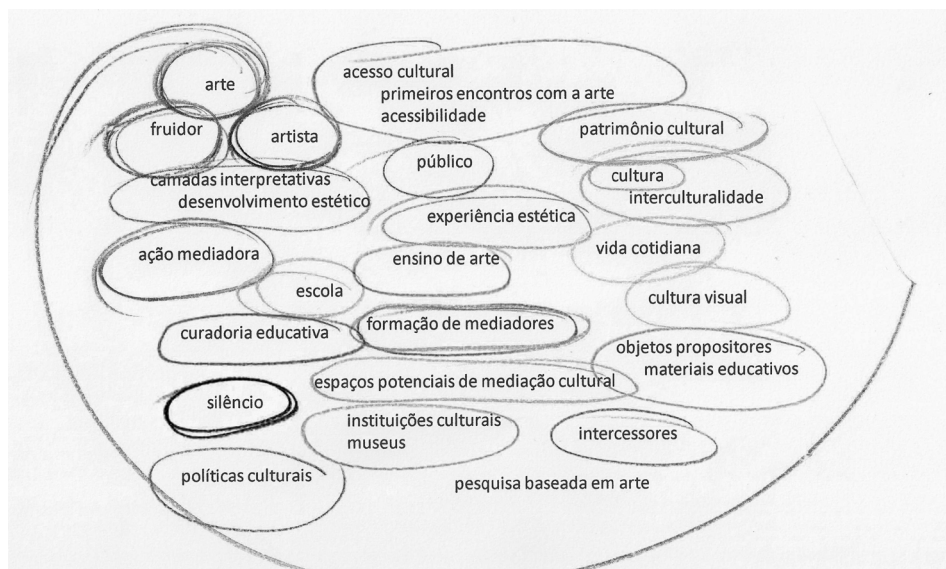 arte
acesso cultural
primeiros encontros com a arte
acessibilidade
fruidor
artista
patrimônio cultural
público
camadas interpretativas
desenvolvimento estético
cultura
interculturalidade
experiência estética
ação mediadora
ensino de arte
vida cotidiana
escola
cultura visual
curadoria educativa
formação de mediadores
objetos propositores
materiais educativos
espaços potenciais de mediação cultural
silêncio
instituições culturais
museus
intercessores
políticas culturais
pesquisa baseada em arte